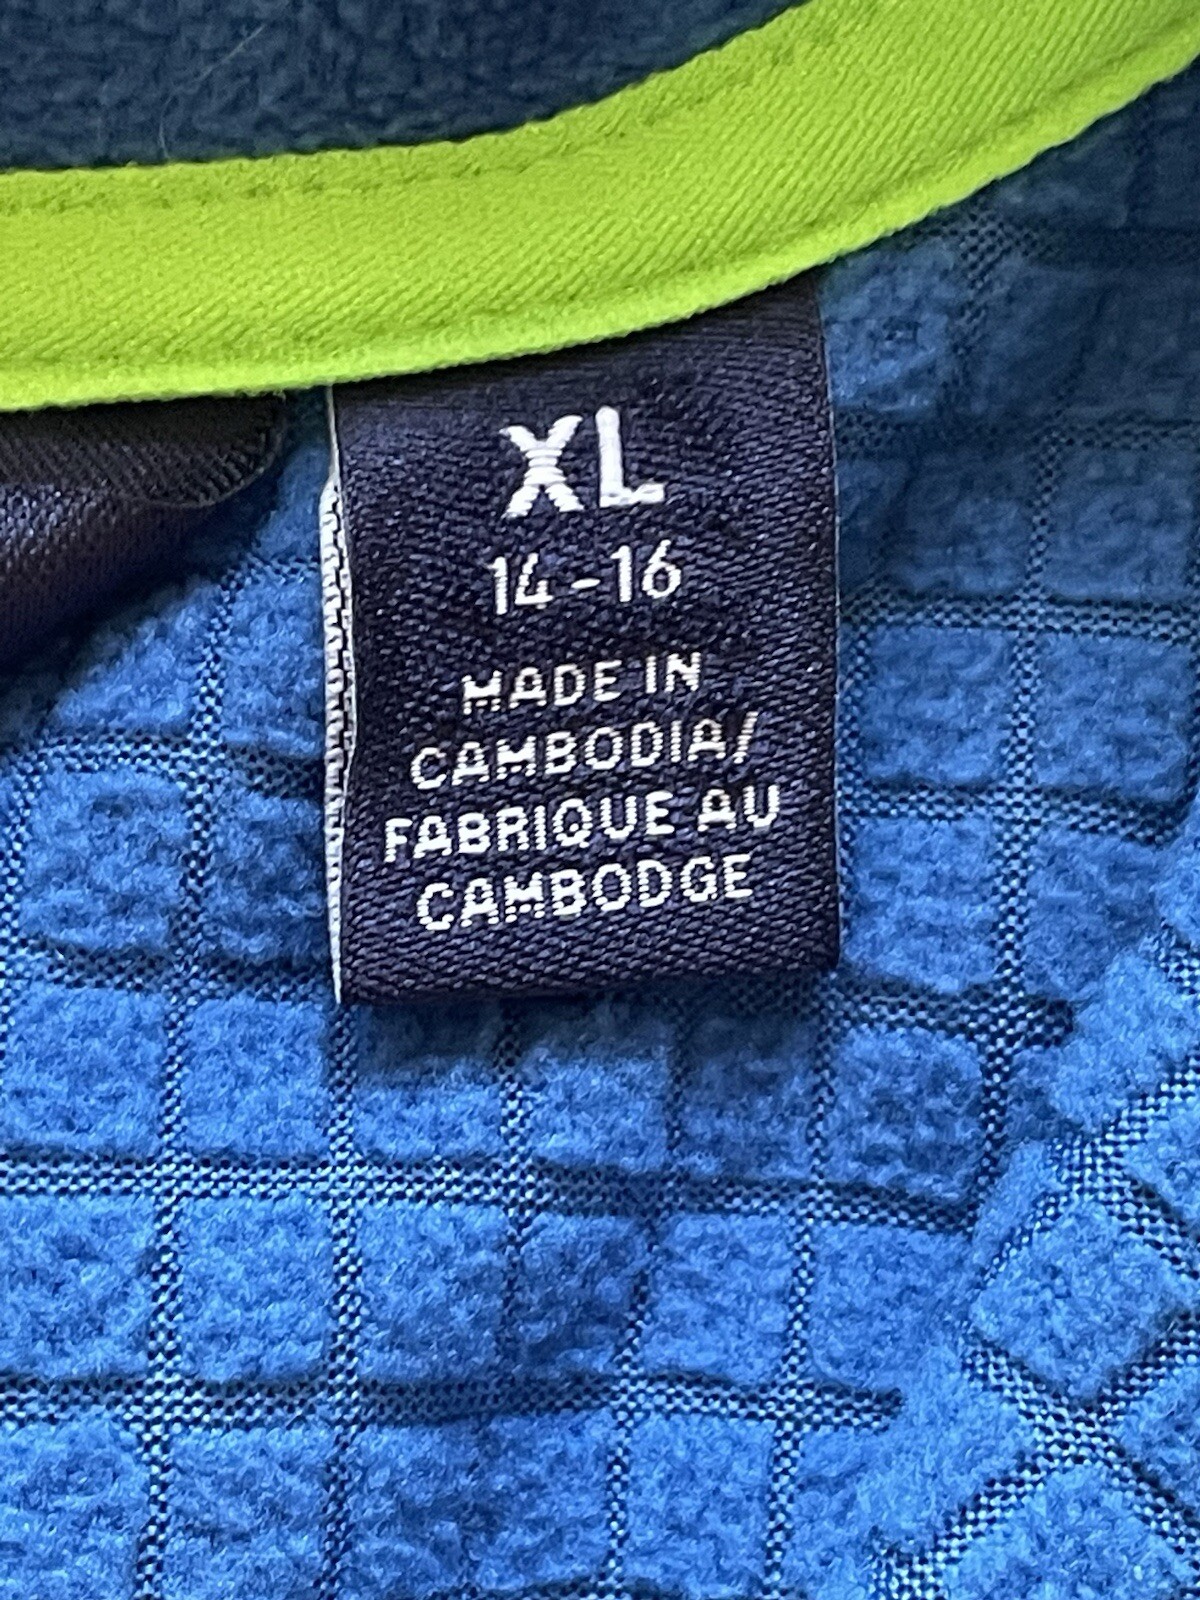 XL
14-16
MADE IN
CAMBODIA/
FABRIQUE AU
CAMBODGE